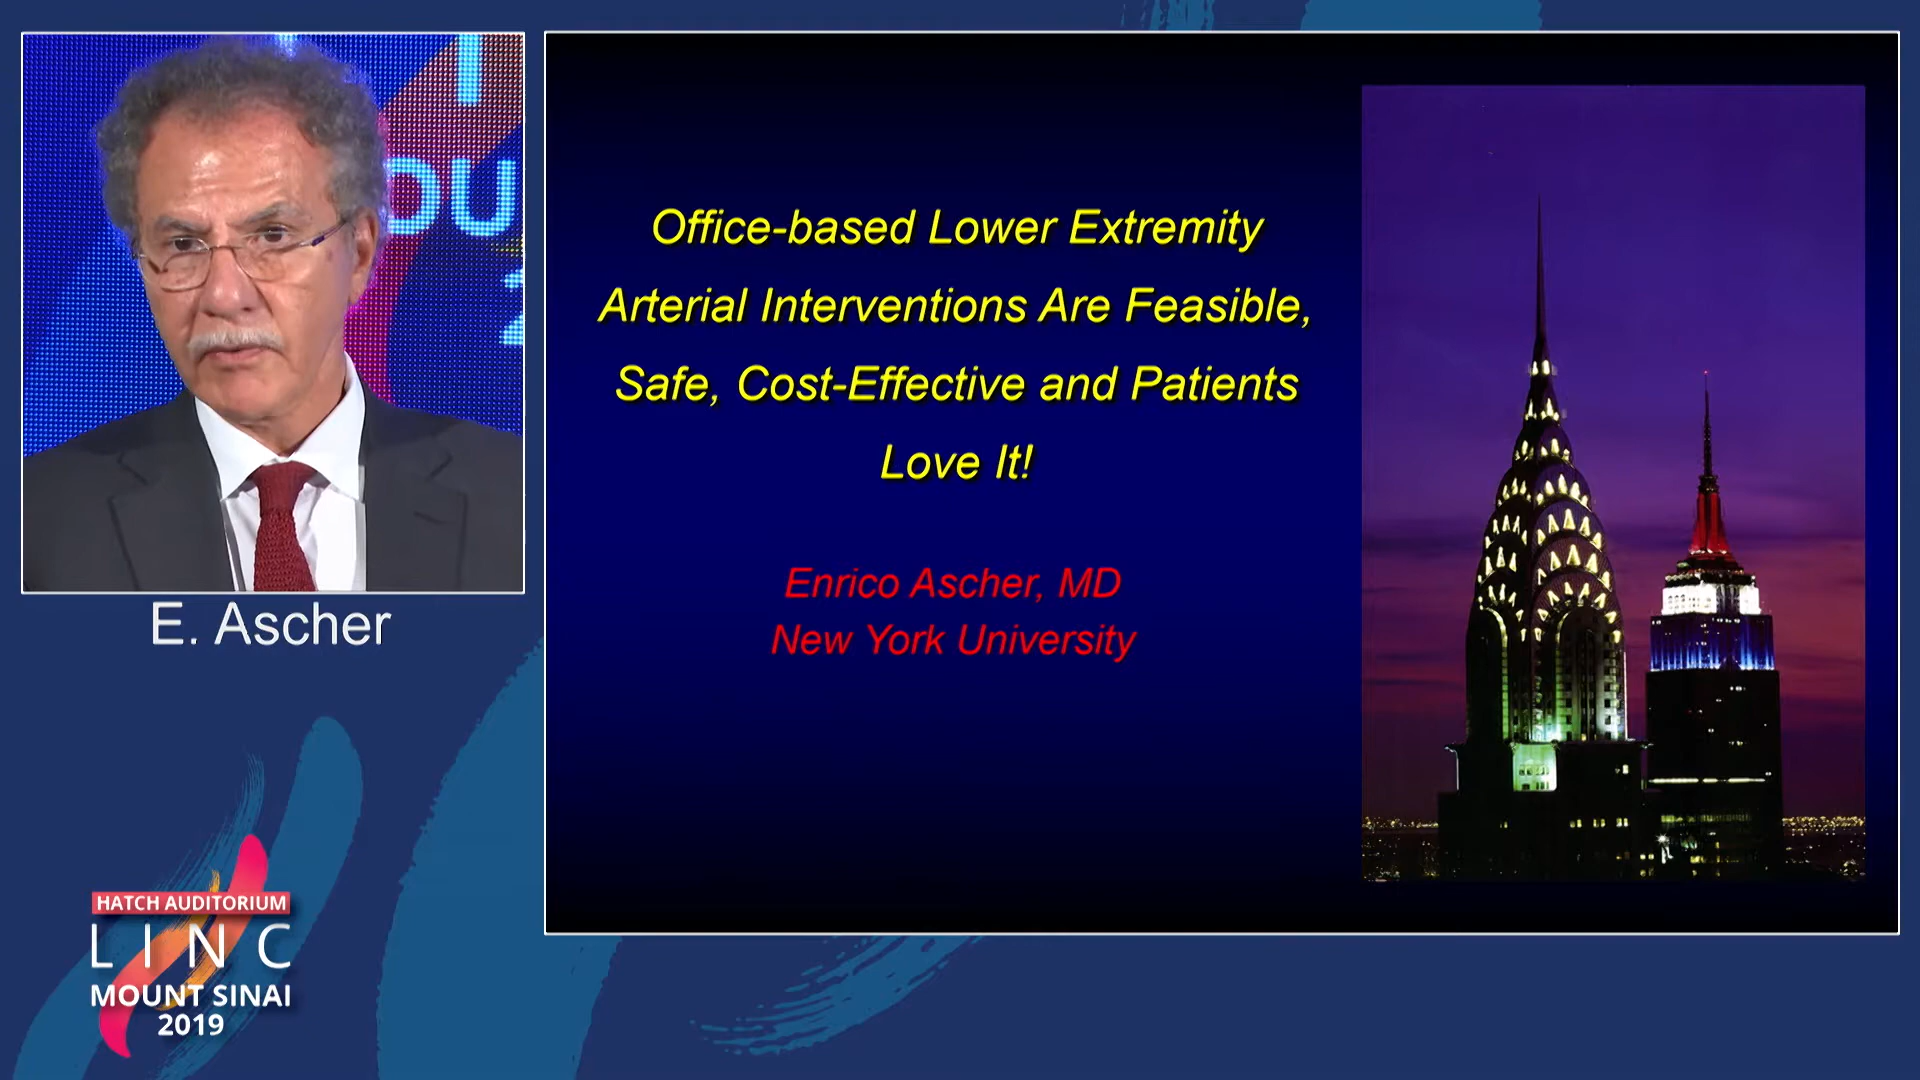 OU
Office-based Lower Extremity
Arterial Interventions Are Feasible,
Safe, Cost-Effective and Patients
Love It!
Enrico Ascher, MD
New York University
E. Ascher
HATCH AUDITORIUM
LINC
MOUNT SINAI
2019